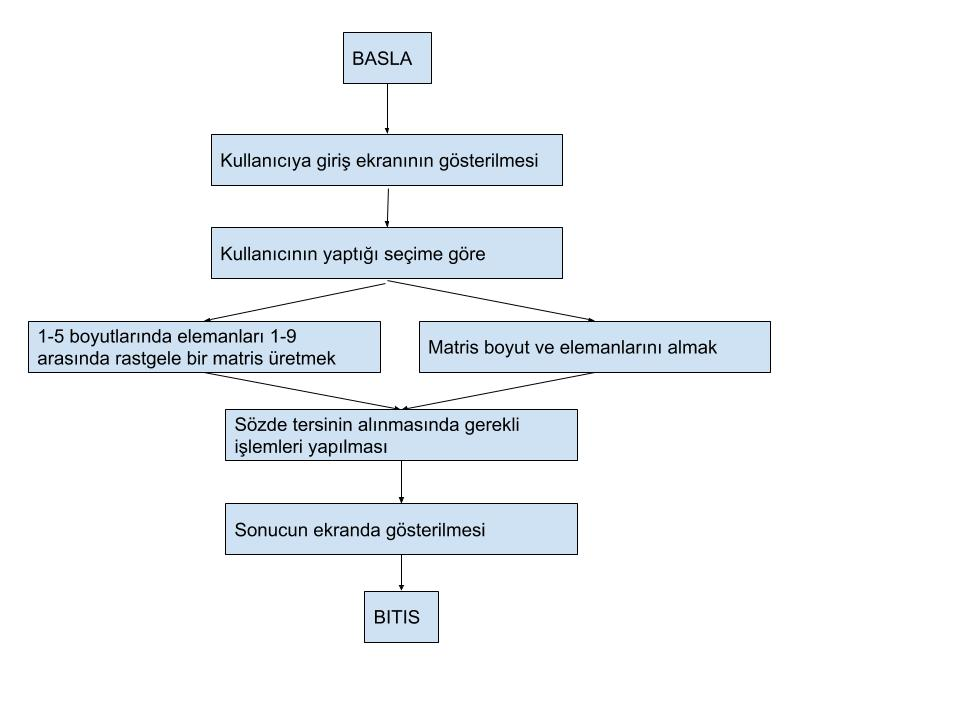 BASLA
Kullanıcıya giriş ekranının gösterilmesi
Kullanıcının yaptığı seçime göre
1-5 boyutlarında elemanları 1-9
arasında rastgele bir matris üretmek
Matris boyut ve elemanlarını almak
Sözde tersinin alınmasında gerekli
işlemleri yapılması
Sonucun ekranda gösterilmesi
BITIS